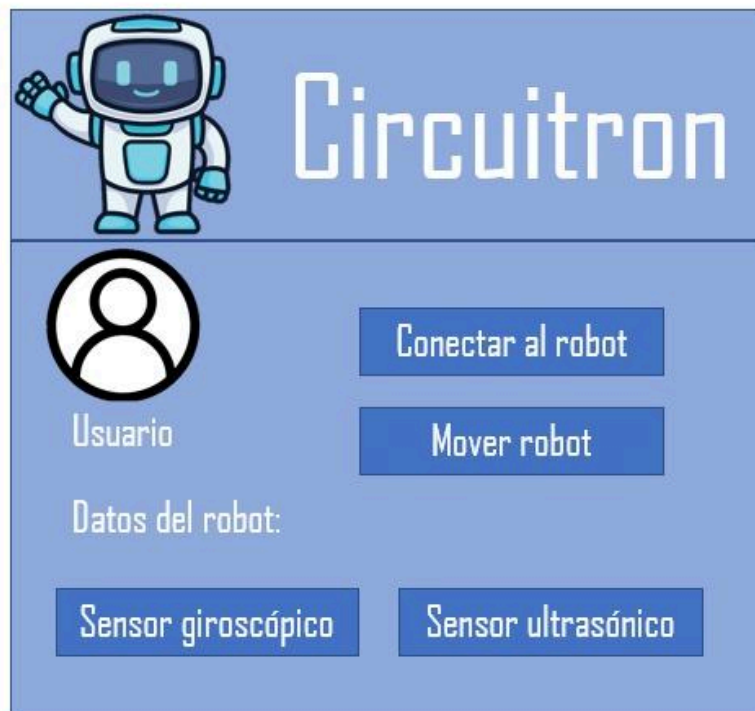 Circuitron
Conectar al robot
Usuario
Mover robot
Datos del robot:
Sensor giroscópico
Sensor ultrasónico